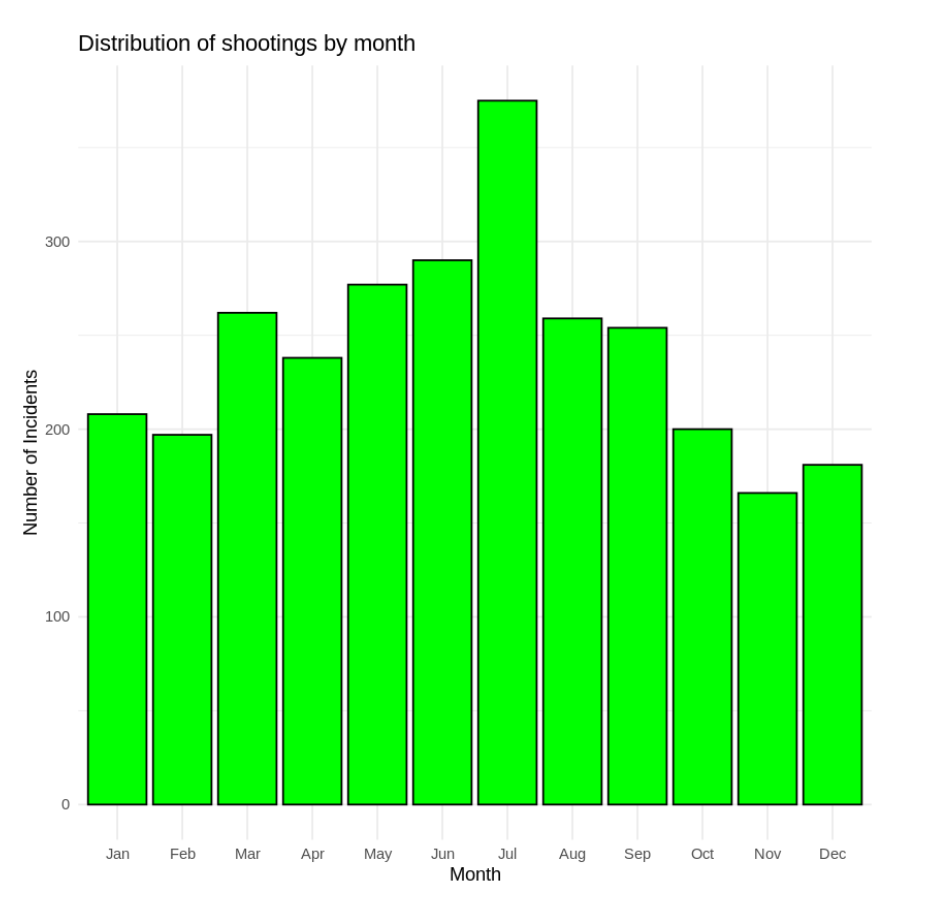 Distribution of shootings by month
Number of Incidents
300
200
100
0
Jan Feb Mar Apr May Jun Jul Aug Sep Oct Nov Dec
Month